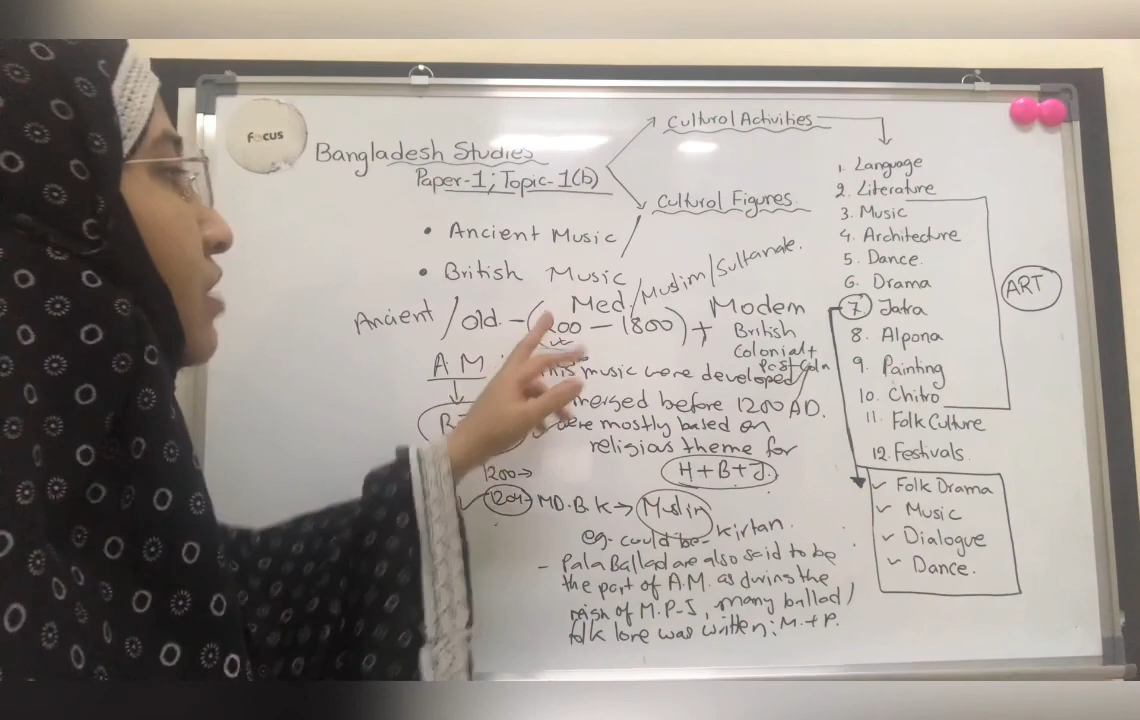 Focus
Bangladesh Studies
Paper-1; Topic-1(b)
Cultural Activities
Cultural Figures.
• Ancient Music
• British Music
Ancient / old - (1200 - 1800) + Modern
Med./Muslim/Sultanate.
British
Colonial +
Post Coln
A M :
This music were developed/
emerged before 1200 AD.
were mostly based on
religias theme for
H+B+J.
1200→
1204- MD.B K → Muslim
eg- could be Kirtan.
- Pala Ballad are also said to be
the part of A.M. as during the
reign of M.P-S, many ballad/
folk lore was written; M.+P.
1. Language
2. Literature
3. Music
4. Architecture
5. Dance.
6. Drama
7. Jatra
8. Alpona
9. Painting
10. Chitro
11. Folk Culture
12. Festivals.
ART
✓ Folk Drama
✓ Music
✓ Dialogue
✓ Dance.